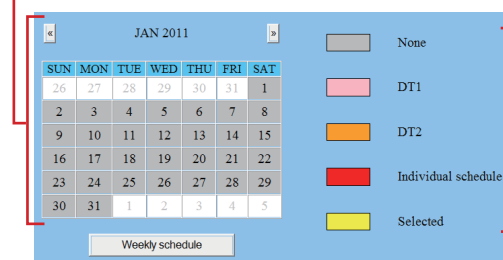 « JAN 2011 »
SUN MON TUE WED THU FRI SAT
26 27 28 29 30 31 1
2 3 4 5 6 7 8
9 10 11 12 13 14 15
16 17 18 19 20 21 22
23 24 25 26 27 28 29
30 31 1 2 3 4 5
Weekly schedule
None
DT1
DT2
Individual schedule
Selected